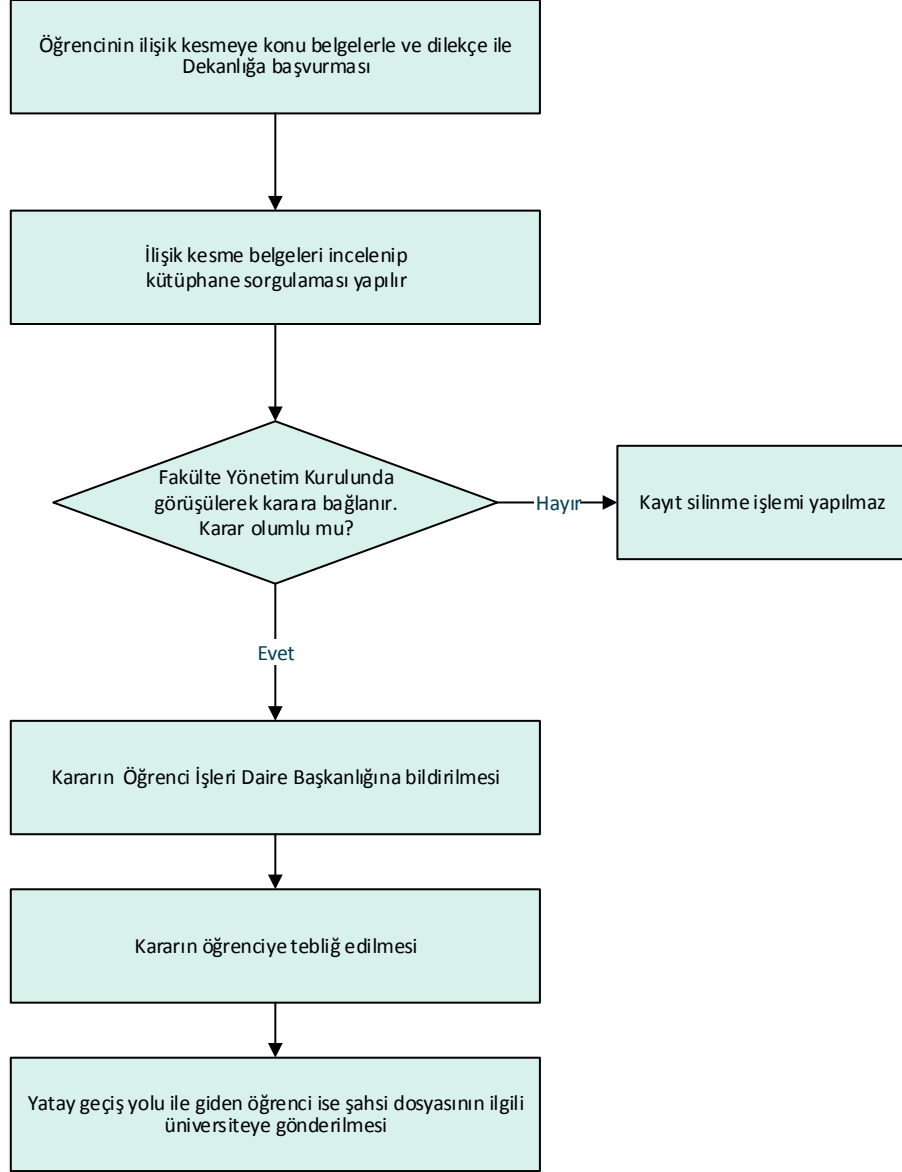 Öğrencinin ilişik kesmeye konu belgelerle ve dilekçe ile
Dekanlığa başvurması
İlişik kesme belgeleri incelenip
kütüphane sorgulaması yapılır
Fakülte Yönetim Kurulunda
görüşülerek karara bağlanır.
Karar olumlu mu?
Hayır
Kayıt silinme işlemi yapılmaz
Evet
Kararın Öğrenci İşleri Daire Başkanlığına bildirilmesi
Kararın öğrenciye tebliğ edilmesi
Yatay geçiş yolu ile giden öğrenci ise şahsi dosyasının ilgili
üniversiteye gönderilmesi